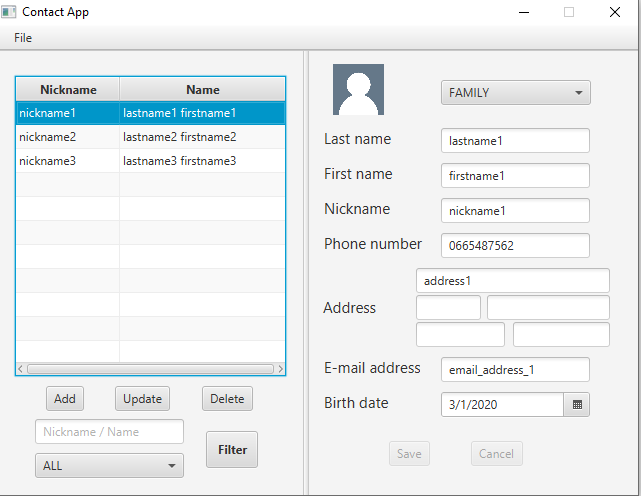 Contact App
File
Nickname Name
nickname1 lastname1 firstname1
nickname2 lastname2 firstname2
nickname3 lastname3 firstname3
Add Update Delete
Nickname / Name
ALL
Filter
FAMILY
Last name lastname1
First name firstname1
Nickname nickname1
Phone number 0665487562
Address address1
E-mail address email_address_1
Birth date 3/1/2020
Save Cancel